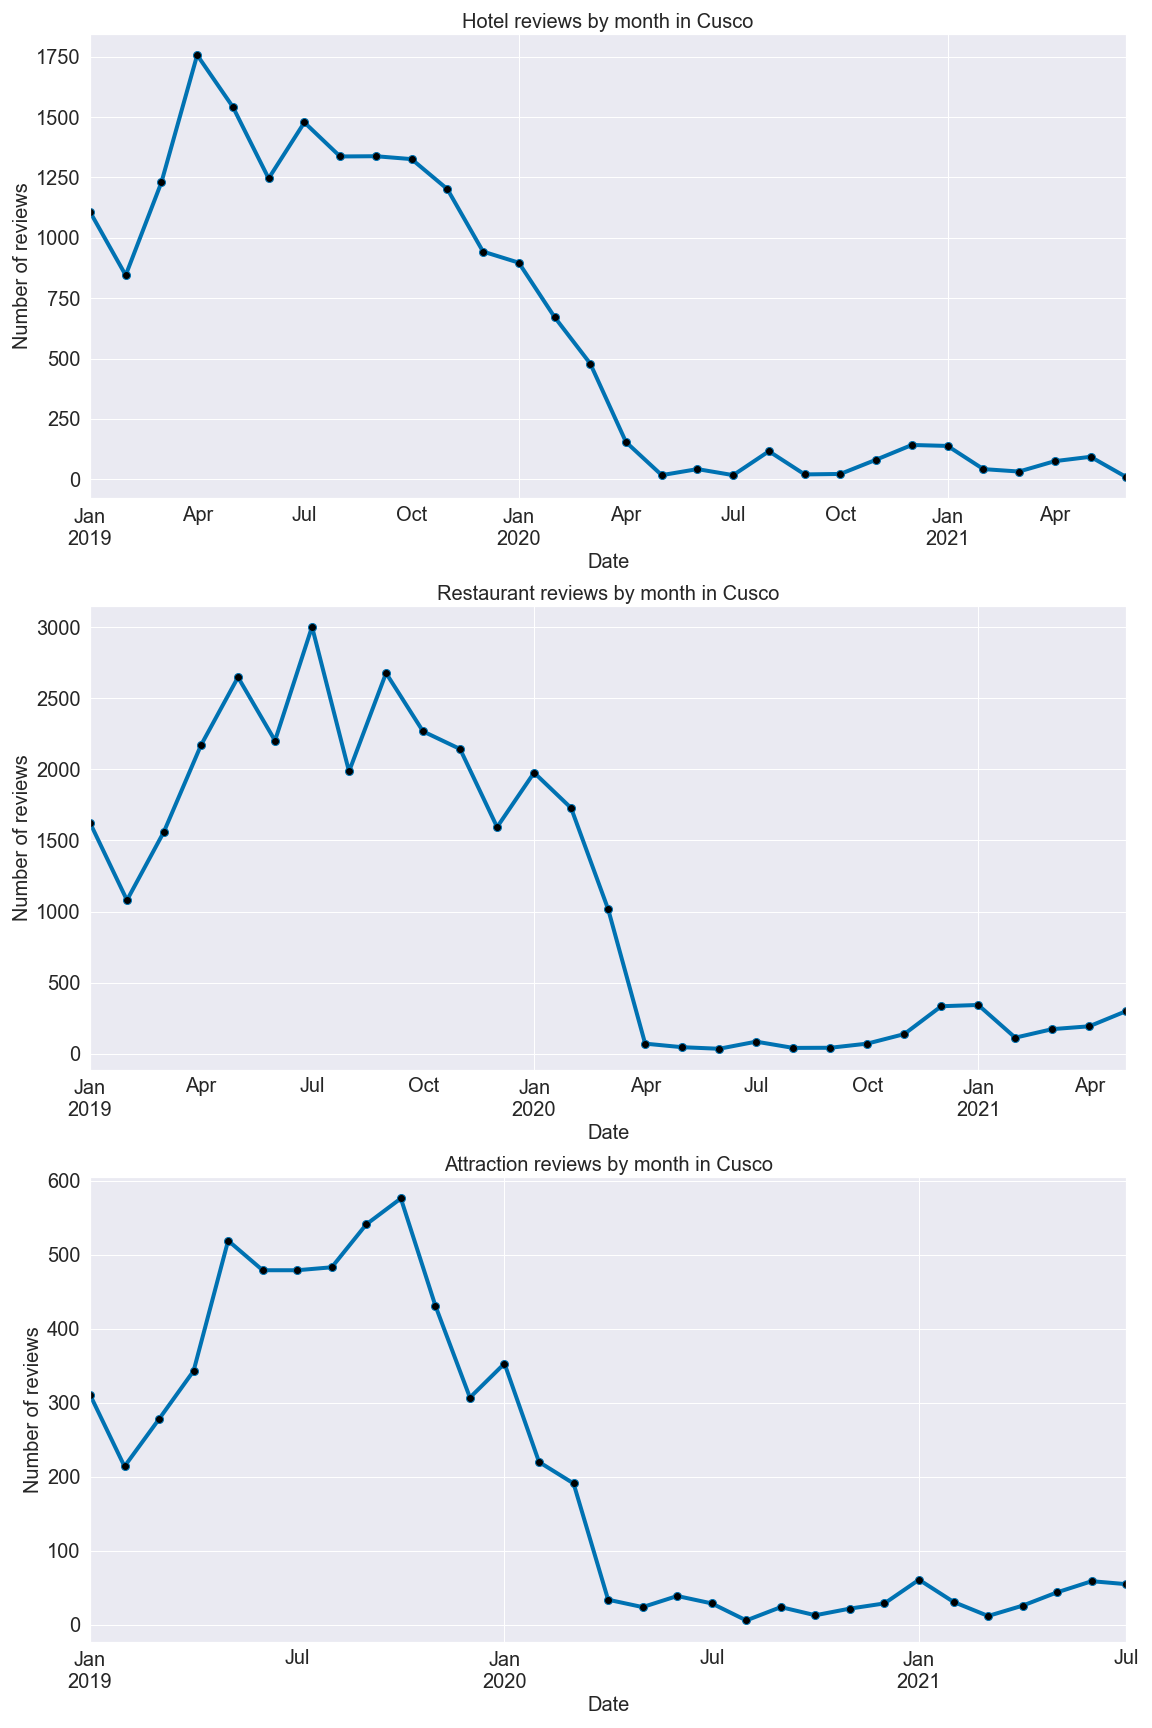 Hotel reviews by month in Cusco
1750
1500
1250
1000
750
500
250
0
Number of reviews
Jan Apr Jul Oct Jan Apr Jul Oct Jan Apr
2019 2020 2021
Date
Restaurant reviews by month in Cusco
3000
2500
2000
1500
1000
500
0
Number of reviews
Jan Apr Jul Oct Jan Apr Jul Oct Jan Apr
2019 2020 2021
Date
Attraction reviews by month in Cusco
600
500
400
300
200
100
0
Number of reviews
Jan Jul Jan Jul Jan Jul
2019 2020 2021
Date